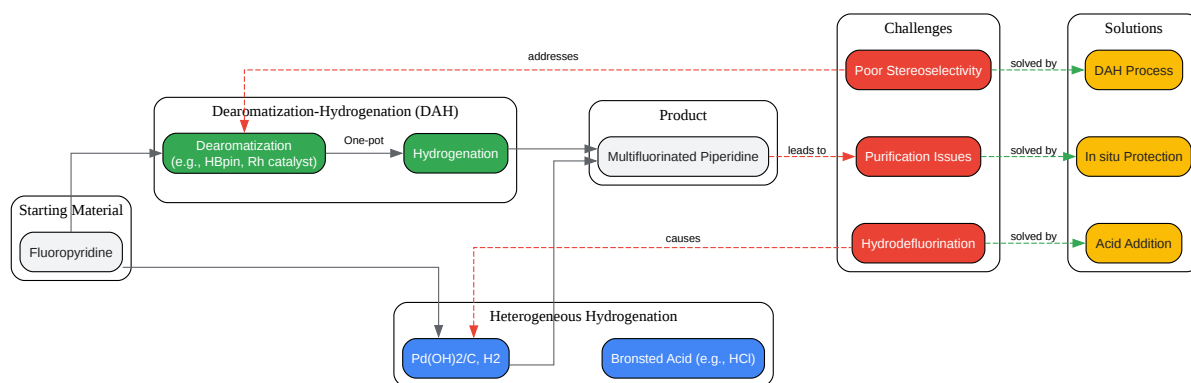 Challenges
Solutions
addresses
Poor Stereoselectivity
solved by
DAH Process
Dearomatization-Hydrogenation (DAH)
Product
Dearomatization
(e.g., HBpin, Rh catalyst)
One-pot
Hydrogenation
Multifluorinated Piperidine
leads to
Purification Issues
solved by
In situ Protection
Starting Material
Fluoropyridine
causes
Hydrodefluorination
solved by
Acid Addition
Heterogeneous Hydrogenation
Pd(OH)2/C, H2
Bronsted Acid (e.g., HCl)